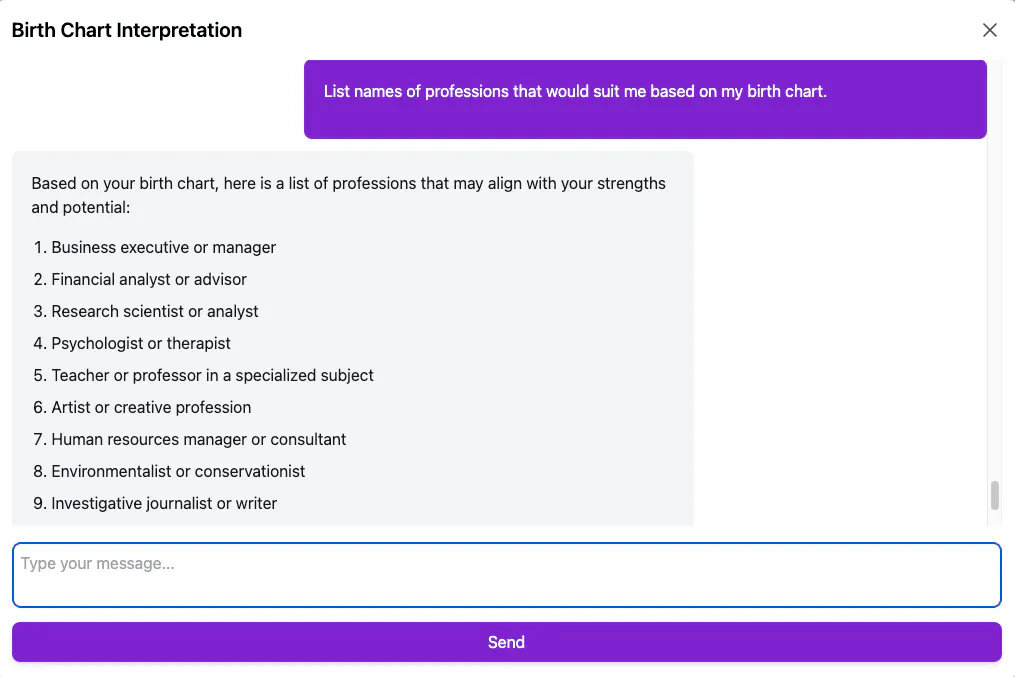 Birth Chart Interpretation
List names of professions that would suit me based on my birth chart.
Based on your birth chart, here is a list of professions that may align with your strengths
and potential:
1. Business executive or manager
2. Financial analyst or advisor
3. Research scientist or analyst
4. Psychologist or therapist
5. Teacher or professor in a specialized subject
6. Artist or creative profession
7. Human resources manager or consultant
8. Environmentalist or conservationist
9. Investigative journalist or writer
Type your message...
Send